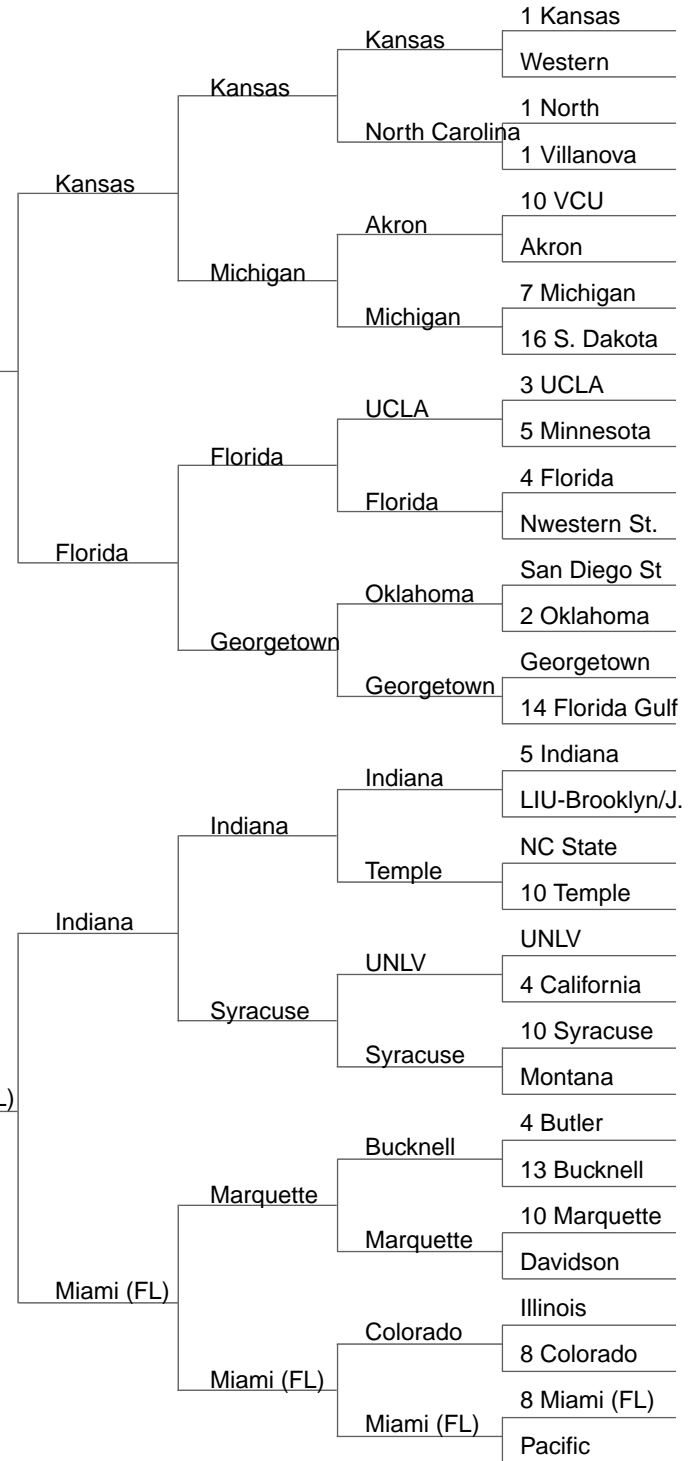 1 Kansas
Kansas
Western
Kansas
1 North
North Carolina
1 Villanova
Kansas
10 VCU
Akron
Akron
Michigan
7 Michigan
Michigan
16 S. Dakota
3 UCLA
UCLA
5 Minnesota
Florida
4 Florida
Florida
Nwestern St.
Florida
San Diego St
Oklahoma
2 Oklahoma
Georgetown
Georgetown
Georgetown
14 Florida Gulf
5 Indiana
Indiana
LIU-Brooklyn/J.
Indiana
NC State
Temple
10 Temple
Indiana
UNLV
UNLV
4 California
Syracuse
10 Syracuse
Syracuse
Montana
L)
4 Butler
Bucknell
13 Bucknell
Marquette
10 Marquette
Marquette
Davidson
Miami (FL)
Illinois
Colorado
8 Colorado
Miami (FL)
8 Miami (FL)
Miami (FL)
Pacific